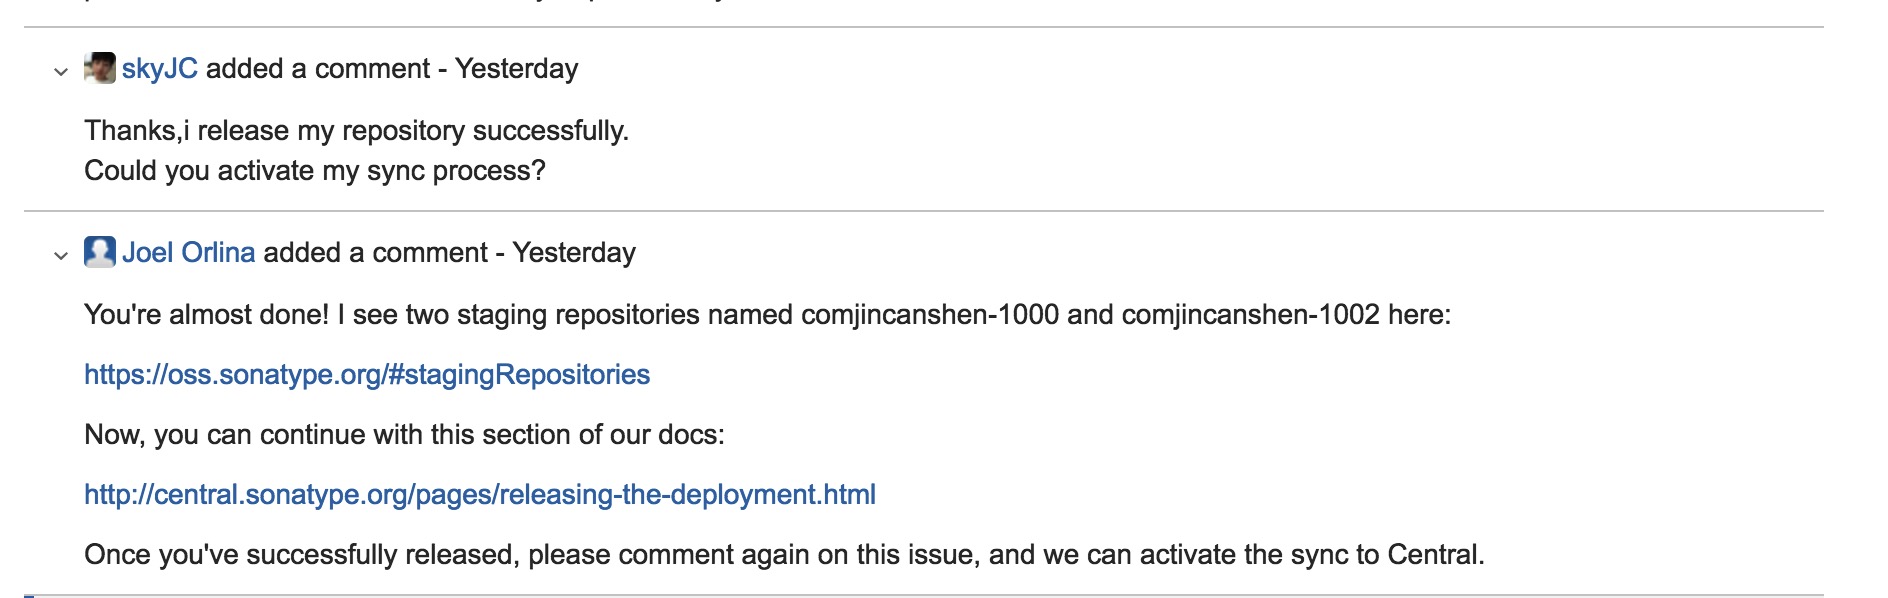 skyJC added a comment - Yesterday
Thanks,i release my repository successfully.
Could you activate my sync process?
Joel Orlina added a comment - Yesterday
You're almost done! I see two staging repositories named comjincanshen-1000 and comjincanshen-1002 here:
https://oss.sonatype.org/#stagingRepositories
Now, you can continue with this section of our docs:
http://central.sonatype.org/pages/releasing-the-deployment.html
Once you've successfully released, please comment again on this issue, and we can activate the sync to Central.